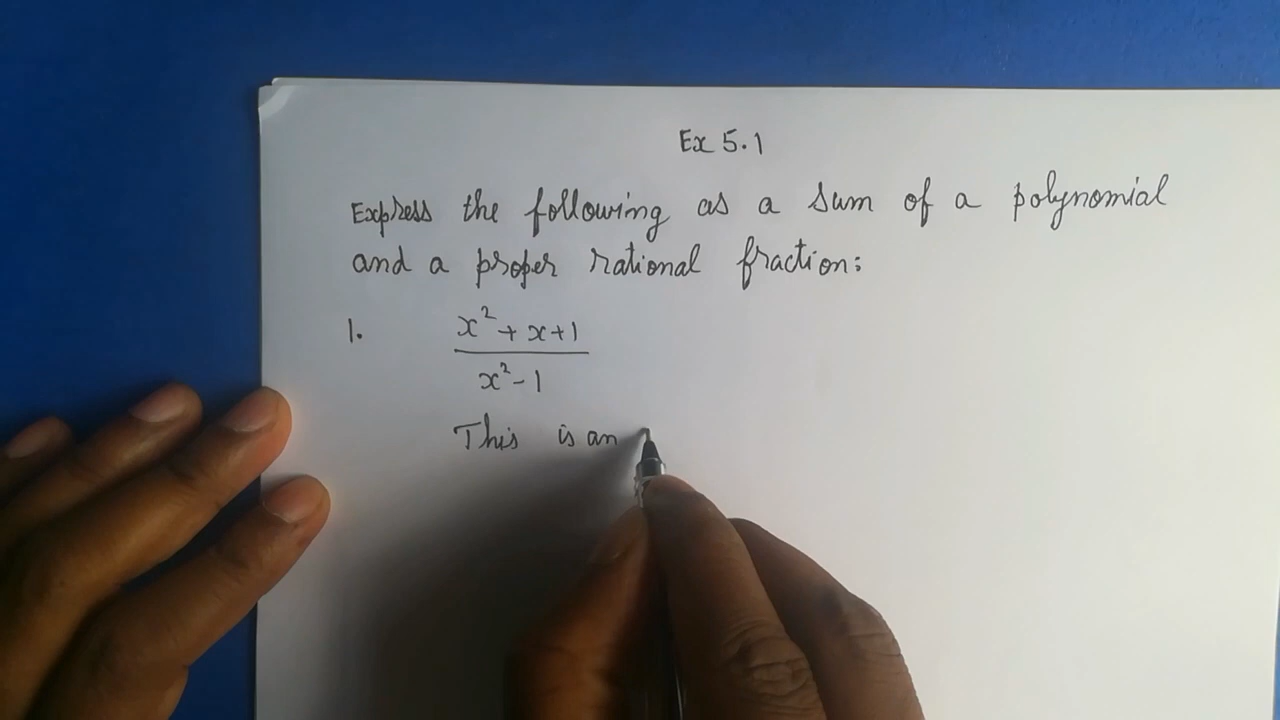 Ex 5.1
Express the following as a sum of a polynomial
and a proper rational fraction:
1. x²+x+1
x²-1
This is an